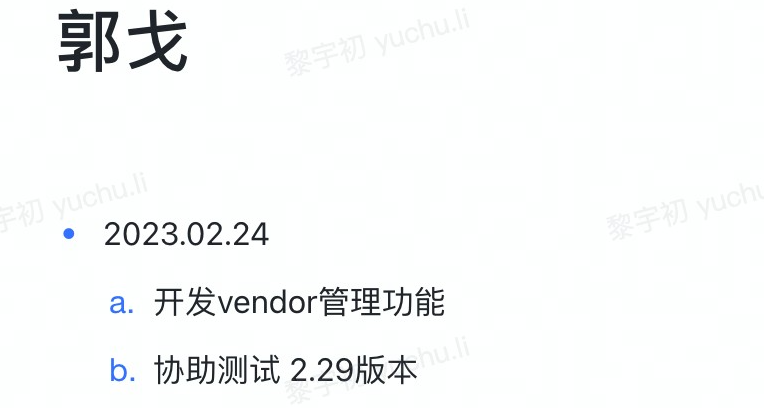 郭戈
黎宇初 yuchu.li
宇初 yuchu.li
黎宇初 yuchu
• 2023.02.24
a. 开发vendor管理功能
b. 协助测试 2.29版本
黎宇初 yuchu.li